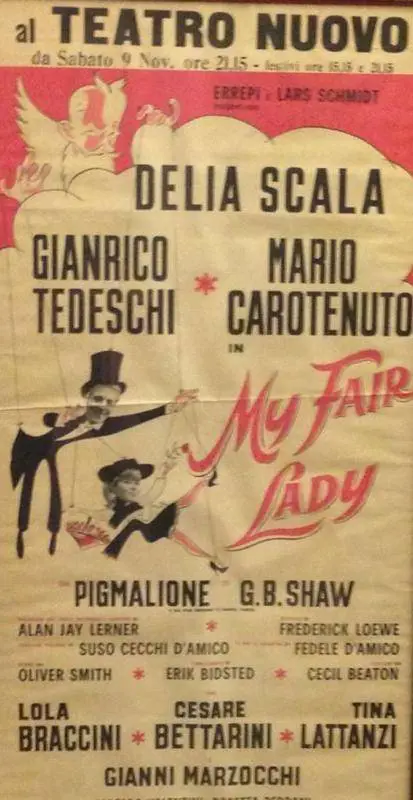 al TEATRO NUOVO
da Sabato 9 Nov. ore 21,15 - festivi ore 15,15 e 21,15
ERREPI e LARS SCHMIDT
DELIA SCALA
GIANRICO TEDESCHI * MARIO CAROTENUTO
IN
MY FAIR LADY
PIGMALIONE G.B. SHAW
ALAN JAY LERNER * FREDERICK LOEWE
SUSO CECCHI D'AMICO FEDELE D'AMICO
OLIVER SMITH * ERIK BIDSTED * CECIL BEATON
LOLA BRACCINI * CESARE BETTARINI * TINA LATTANZI
GIANNI MARZOCCHI